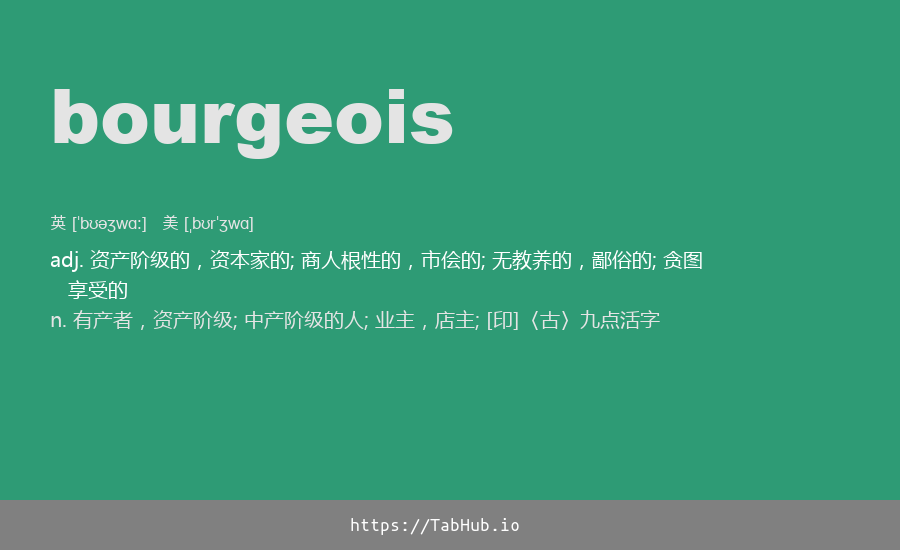 bourgeois
英 [ˈbʊəʒwɑː] 美 [ˌbʊrˈʒwɑ]
adj. 资产阶级的，资本家的; 商人根性的，市侩的; 无教养的，鄙俗的; 贪图
享受的
n. 有产者，资产阶级; 中产阶级的人; 业主，店主; [印]〈古〉九点活字
https://TabHub.io